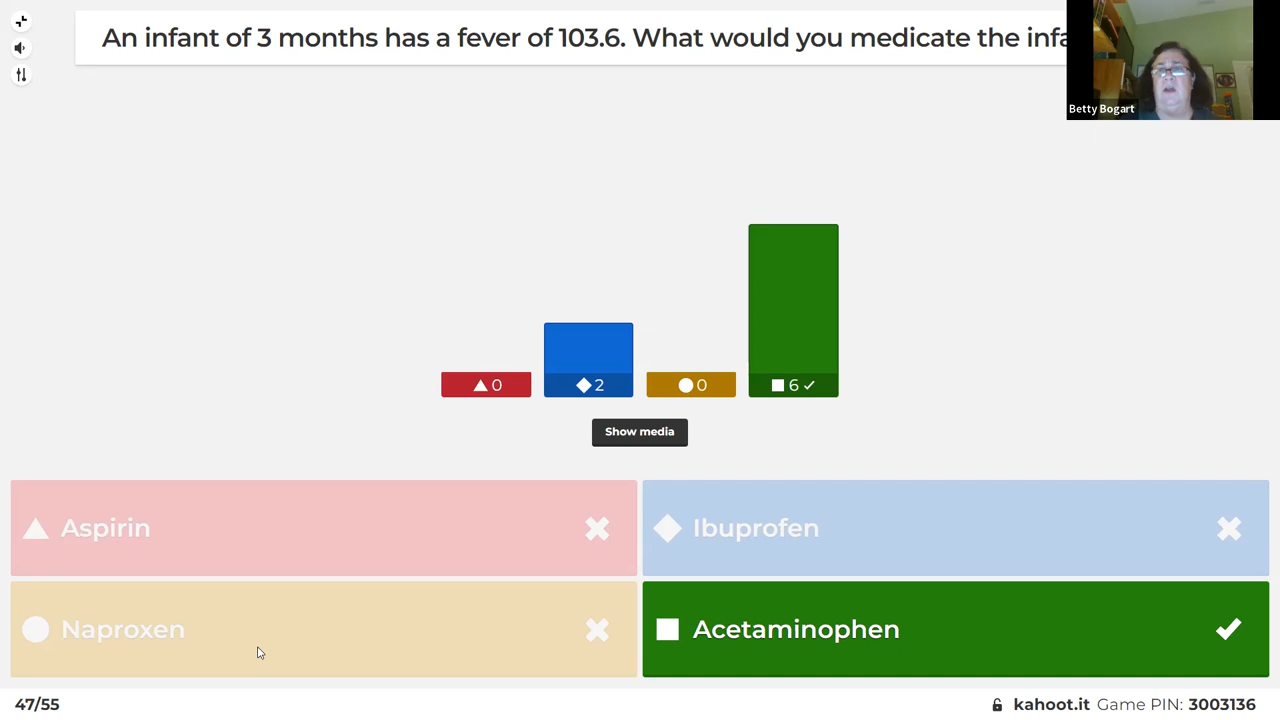 An infant of 3 months has a fever of 103.6. What would you medicate the
Betty Bogart
0
2
0
6
Show media
Aspirin
Ibuprofen
Naproxen
Acetaminophen
47/55
kahoot.it Game PIN: 3003136